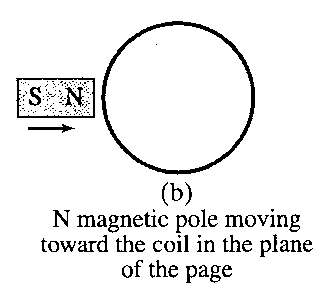 S N
(b)
N magnetic pole moving
toward the coil in the plane
of the page